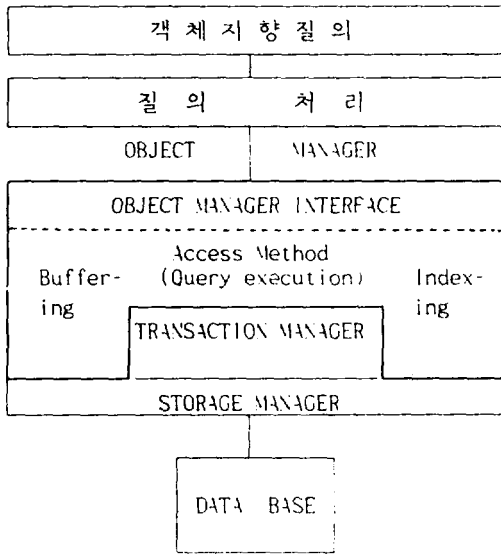 객 체 지 향 질 의
질 의 처 리
OBJECT MANAGER
OBJECT MANAGER INTERFACE
Access Method
Buffer- (Query execution) Index-
ing ing
TRANSACTION MANAGER
STORAGE MANAGER
DATA BASE